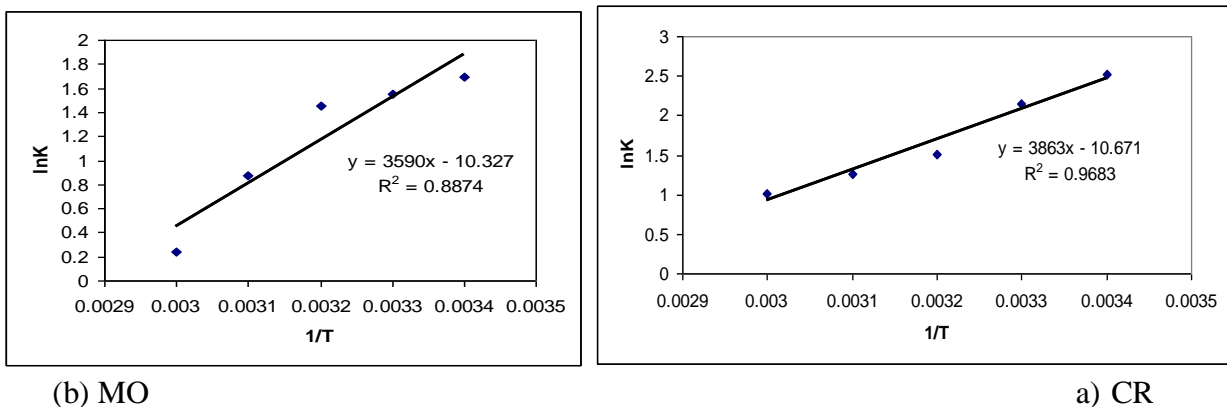 2
1.8
1.6
1.4
1.2
1
0.8
0.6
0.4
0.2
0
lnK
y = 3590x - 10.327
R² = 0.8874
0.0029 0.003 0.0031 0.0032 0.0033 0.0034 0.0035
1/T
(b) MO
3
2.5
2
1.5
1
0.5
0
lnK
y = 3863x - 10.671
R² = 0.9683
0.0029 0.003 0.0031 0.0032 0.0033 0.0034 0.0035
1/T
a) CR